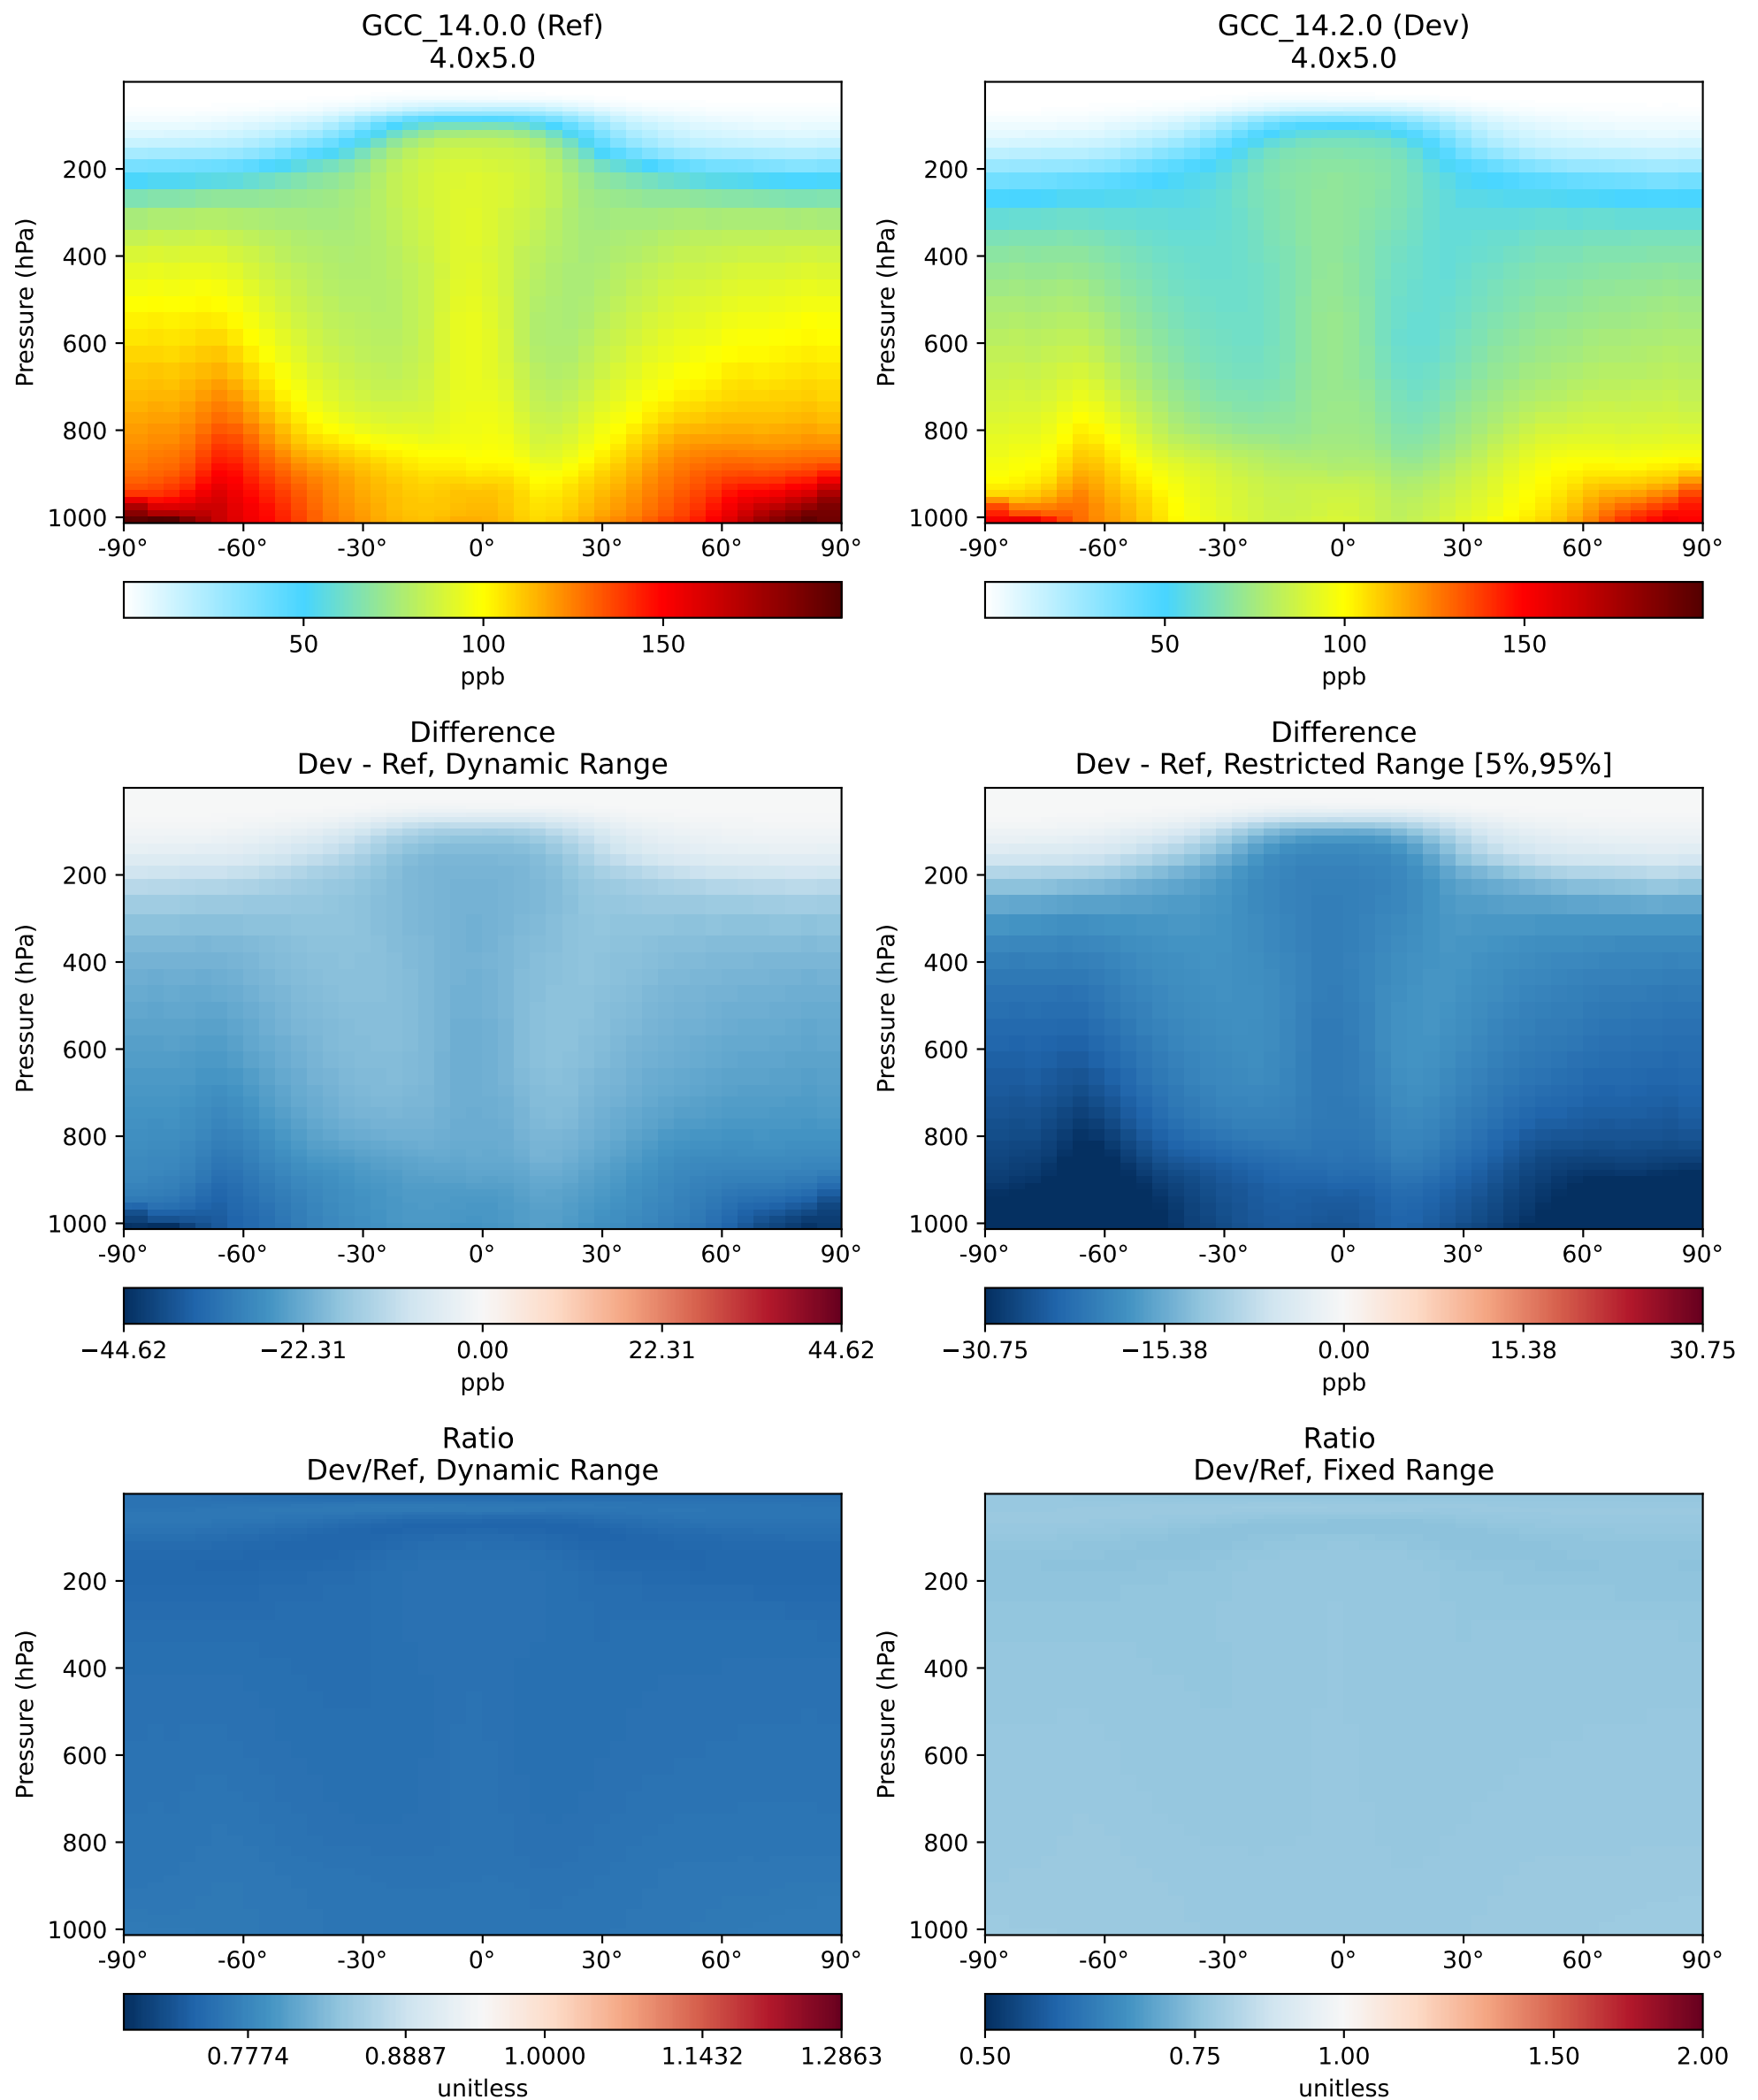 GCC_14.0.0 (Ref)
4.0x5.0
Pressure (hPa)
200
400
600
800
1000
-90° -60° -30° 0° 30° 60° 90°
50 100 150
ppb
GCC_14.2.0 (Dev)
4.0x5.0
Pressure (hPa)
200
400
600
800
1000
-90° -60° -30° 0° 30° 60° 90°
50 100 150
ppb
Difference
Dev - Ref, Dynamic Range
Pressure (hPa)
200
400
600
800
1000
-90° -60° -30° 0° 30° 60° 90°
−44.62 −22.31 0.00 22.31 44.62
ppb
Difference
Dev - Ref, Restricted Range [5%,95%]
Pressure (hPa)
200
400
600
800
1000
-90° -60° -30° 0° 30° 60° 90°
−30.75 −15.38 0.00 15.38 30.75
ppb
Ratio
Dev/Ref, Dynamic Range
Pressure (hPa)
200
400
600
800
1000
-90° -60° -30° 0° 30° 60° 90°
0.7774 0.8887 1.0000 1.1432 1.2863
unitless
Ratio
Dev/Ref, Fixed Range
Pressure (hPa)
200
400
600
800
1000
-90° -60° -30° 0° 30° 60° 90°
0.50 0.75 1.00 1.50 2.00
unitless